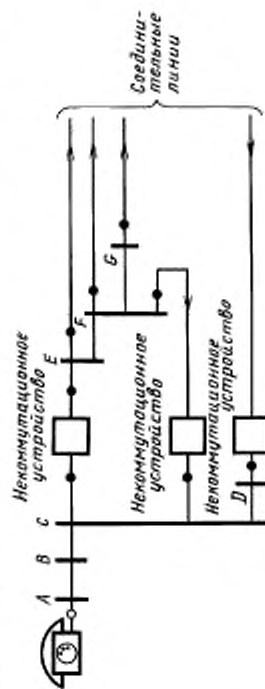 Соедини-
тельные
линии
Некоммутационное
устройство
E
F
G
Некоммутационное
устройство
Некоммутационное
устройство
A
B
C
D